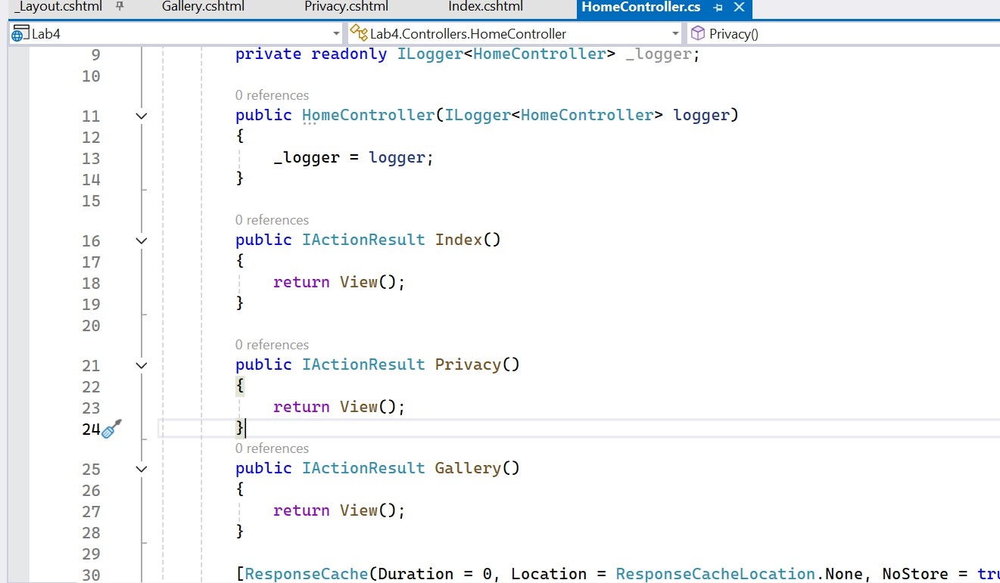 _Layout.cshtml Gallery.cshtml Privacy.cshtml Index.cshtml HomeController.cs
Lab4 Lab4.Controllers.HomeController Privacy()
9 private readonly ILogger<HomeController> _logger;
10
0 references
11 public HomeController(ILogger<HomeController> logger)
12 {
13 _logger = logger;
14 }
15
0 references
16 public IActionResult Index()
17 {
18 return View();
19 }
20
0 references
21 public IActionResult Privacy()
22 {
23 return View();
24 }
0 references
25 public IActionResult Gallery()
26 {
27 return View();
28 }
29
30 [ResponseCache(Duration = 0, Location = ResponseCacheLocation.None, NoStore = tru